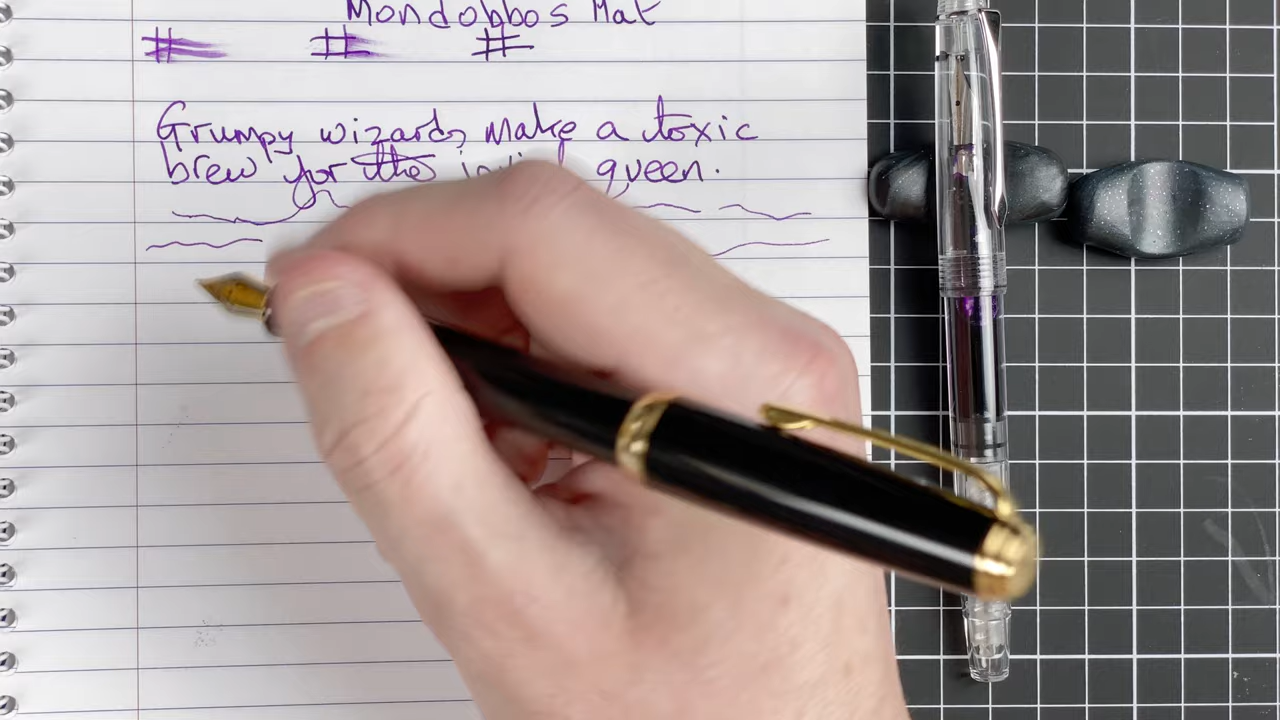 Mondobbos Mat
# # #
Grumpy wizards make a toxic
brew for the queen.